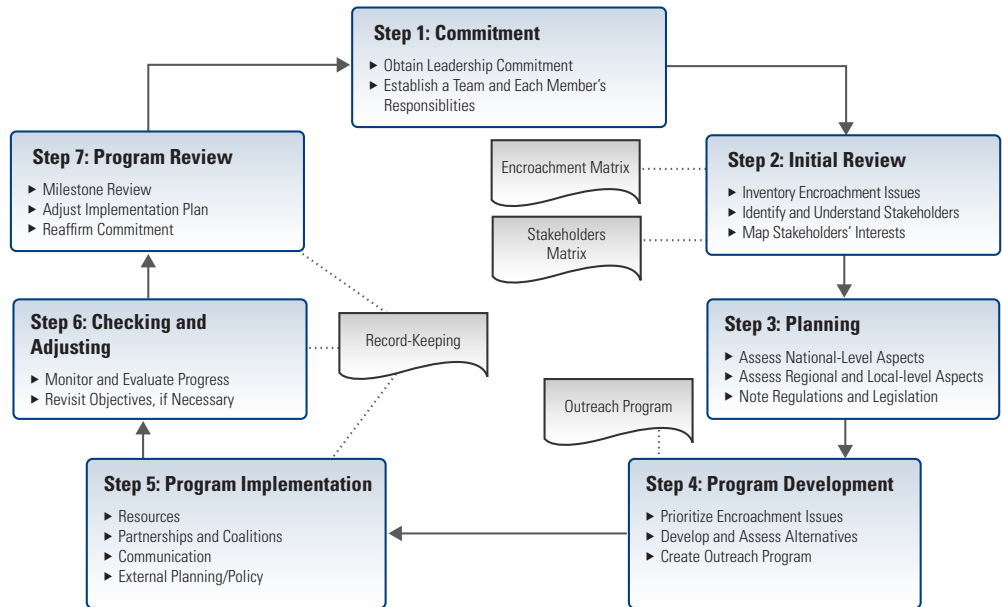 Step 1: Commitment
▸ Obtain Leadership Commitment
▸ Establish a Team and Each Member's
Responsiblities
Step 7: Program Review
▸ Milestone Review
▸ Adjust Implementation Plan
▸ Reaffirm Commitment
Encroachment Matrix
Step 2: Initial Review
▸ Inventory Encroachment Issues
▸ Identify and Understand Stakeholders
▸ Map Stakeholders' Interests
Stakeholders
Matrix
Step 6: Checking and
Adjusting
▸ Monitor and Evaluate Progress
▸ Revisit Objectives, if Necessary
Record-Keeping
Step 3: Planning
▸ Assess National-Level Aspects
▸ Assess Regional and Local-level Aspects
▸ Note Regulations and Legislation
Outreach Program
Step 5: Program Implementation
▸ Resources
▸ Partnerships and Coalitions
▸ Communication
▸ External Planning/Policy
Step 4: Program Development
▸ Prioritize Encroachment Issues
▸ Develop and Assess Alternatives
▸ Create Outreach Program